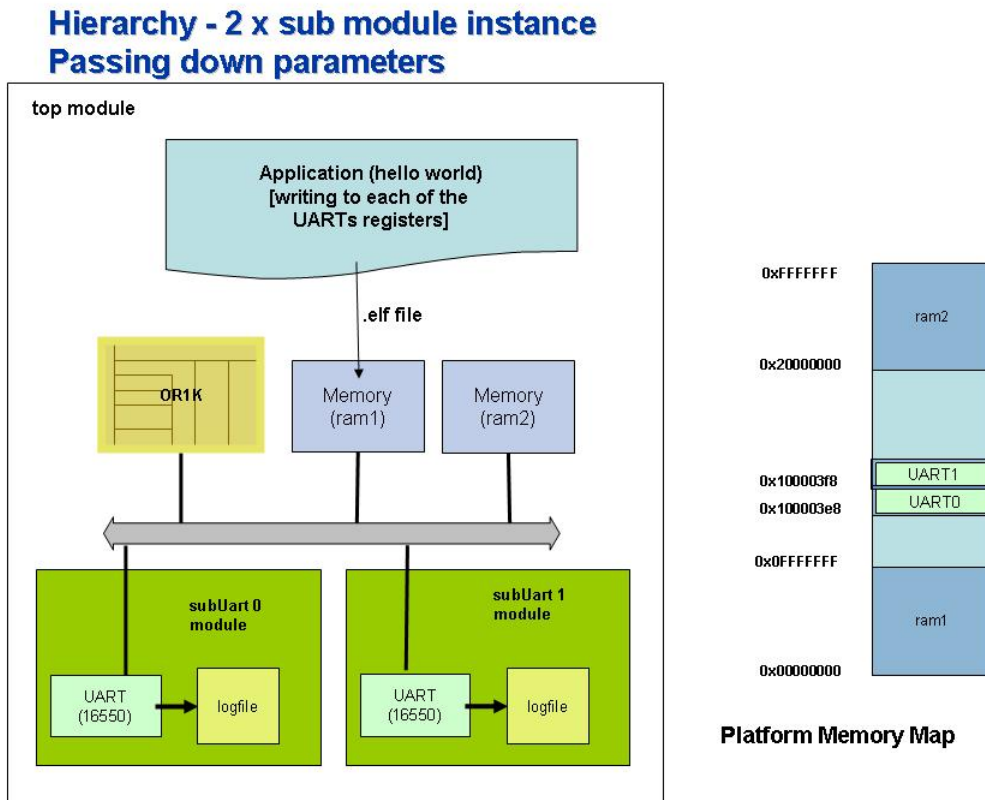 Hierarchy - 2 x sub module instance
Passing down parameters
top module
Application (hello world)
[writing to each of the
UARTs registers]
.elf file
OR1K
Memory
(ram1)
Memory
(ram2)
subUart 0
module
UART
(16550)
logfile
subUart 1
module
UART
(16550)
logfile
0xFFFFFFF
ram2
0x20000000
UART1
0x100003f8
UART0
0x100003e8
0x0FFFFFFF
ram1
0x00000000
Platform Memory Map